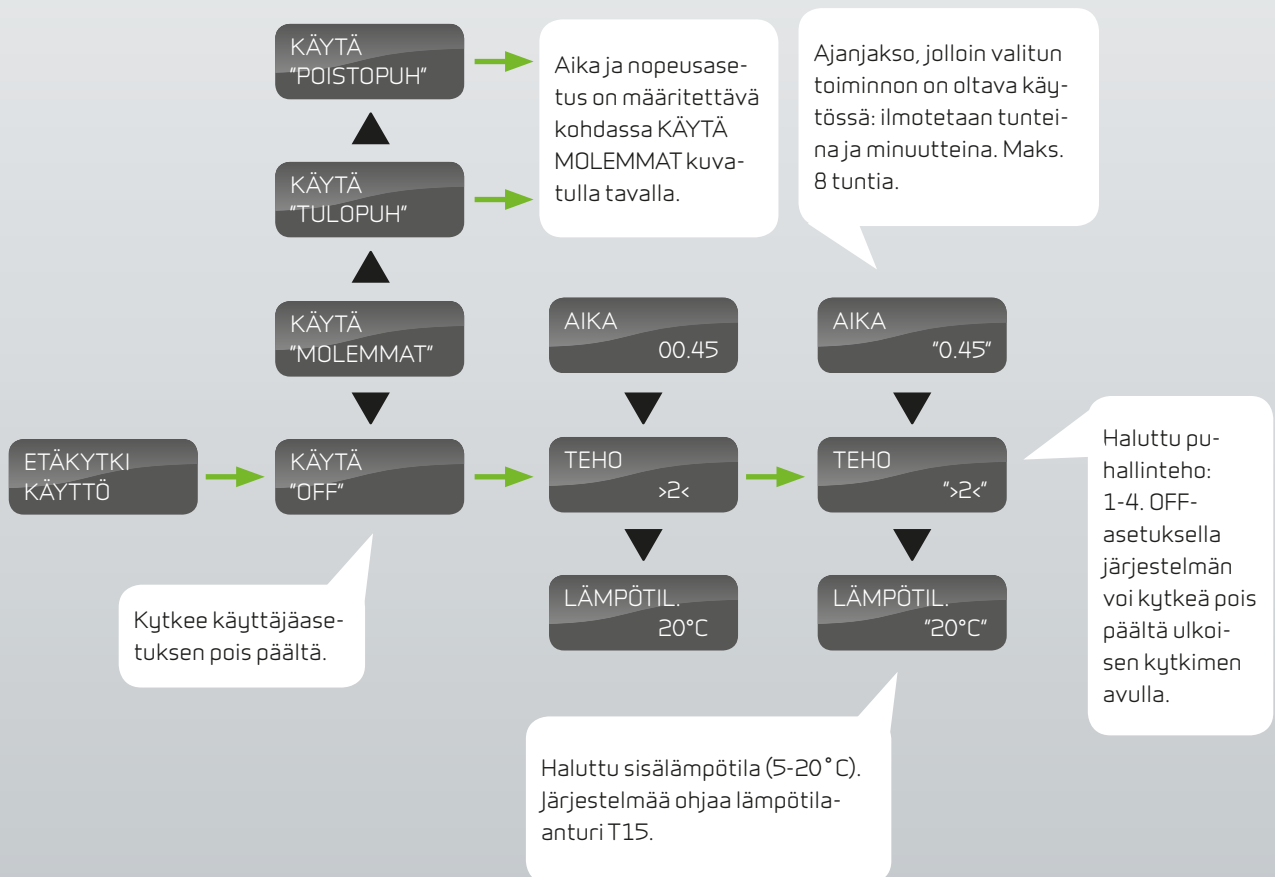 KÄYTÄ
"POISTOPUH"
Aika ja nopeusase-
tus on määritettävä
kohdassa KÄYTÄ
MOLEMMAT kuva-
tulla tavalla.
Ajanjakso, jolloin valitun
toiminnon on oltava käy-
tössä: ilmotetaan tuntei-
na ja minuutteina. Maks.
8 tuntia.
KÄYTÄ
"TULOPUH"
KÄYTÄ
"MOLEMMAT"
AIKA
00.45
AIKA
"0.45"
ETÄKYTKI
KÄYTTÖ
KÄYTÄ
"OFF"
TEHO
>2<
TEHO
">2<"
Haluttu pu-
hallinteho:
1-4. OFF-
asetuksella
järjestelmän
voi kytkeä pois
päältä ulkoi-
sen kytkimen
avulla.
Kytkee käyttäjäase-
tuksen pois päältä.
LÄMPÖTIL.
20°C
LÄMPÖTIL.
"20°C"
Haluttu sisälämpötila (5-20°C).
Järjestelmää ohjaa lämpötila-
anturi T15.